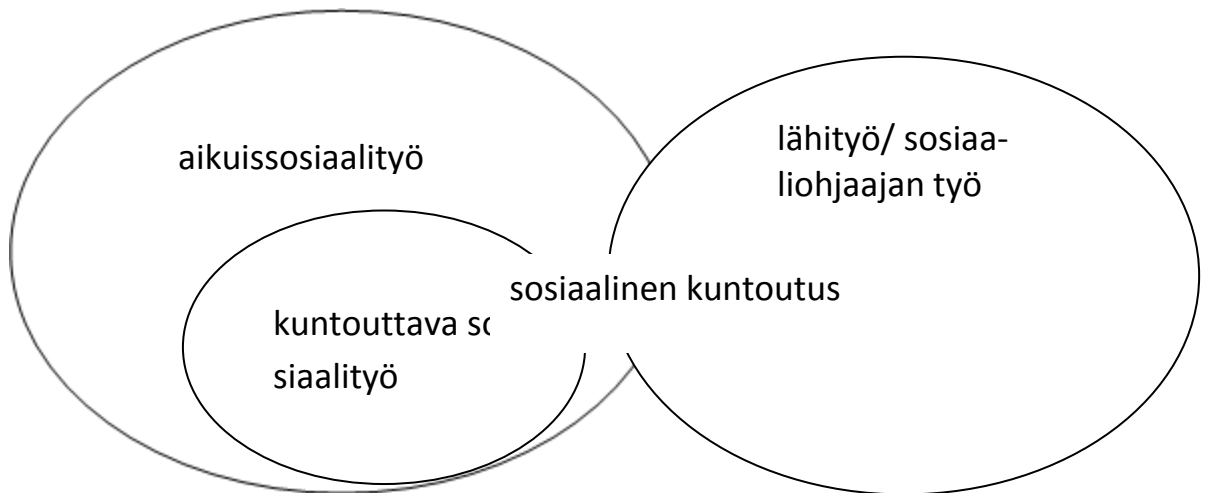 aikuissosiaalityö
lähityö/ sosiaa-
liohjaajan työ
sosiaalinen kuntoutus
kuntouttava so
siaalityö